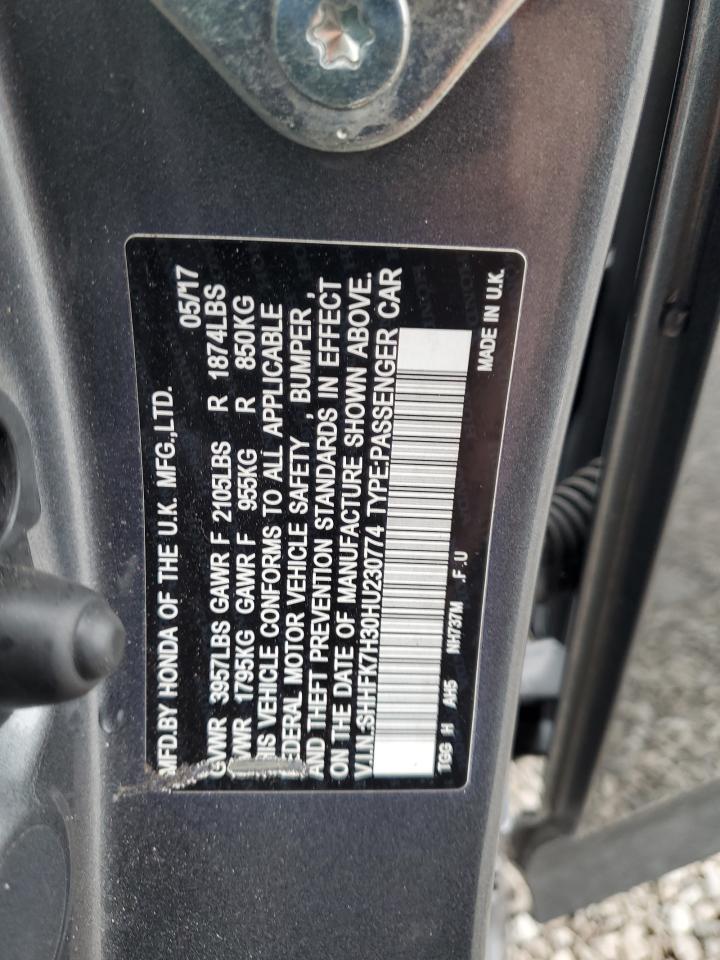 MFD.BY HONDA OF THE U.K. MFG.,LTD. 05/17
GVWR 3957LBS GAWR F 2105LBS R 1874LBS
VWR 1795KG GAWR F 955KG R 850KG
HIS VEHICLE CONFORMS TO ALL APPLICABLE
FEDERAL MOTOR VEHICLE SAFETY , BUMPER ,
AND THEFT PREVENTION STANDARDS IN EFFECT
ON THE DATE OF MANUFACTURE SHOWN ABOVE.
V.I.N.:SHHFK7H30HU230774 TYPE:PASSENGER CAR
TGG H AH5 NH737M .F .U
MADE IN U.K.